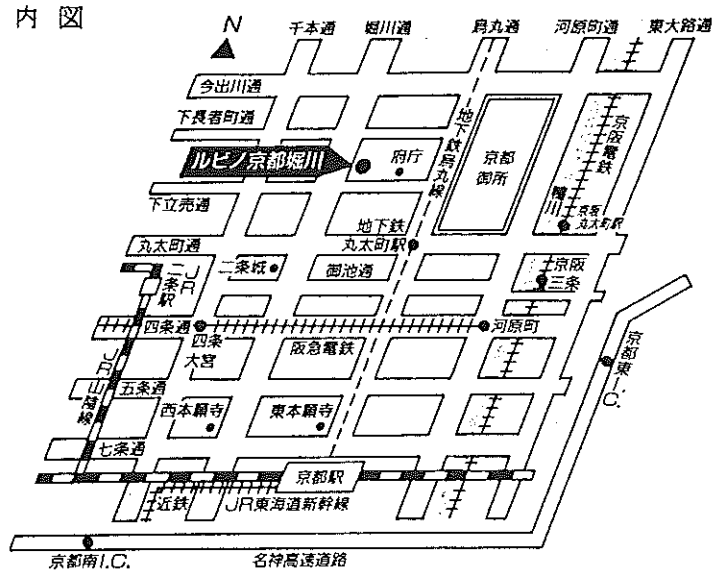 内 図
N
千本通
堀川通
烏丸通
河原町通
東大路通
今出川通
下長者町通
ルビノ京都堀川
府庁
地下鉄烏丸線
京都
御所
京阪電鉄
鴨川
京阪
丸太町駅
下立売通
地下鉄
丸太町駅
丸太町通
二条城
御池通
京阪
三条
JR
二条駅
四条通
四条
大宮
阪急電鉄
河原町
京都東I.C.
JR山陰線
五条通
西本願寺
東本願寺
七条通
京都駅
近鉄
JR東海道新幹線
京都南I.C.
名神高速道路